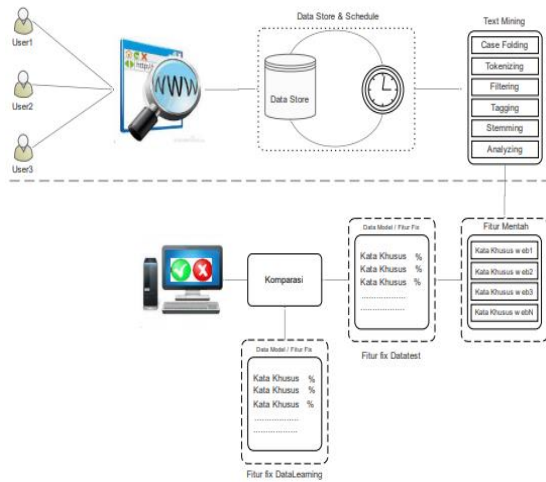 User1
User2
User3
http://
WWW
Data Store & Schedule
Data Store
Text Mining
Case Folding
Tokenizing
Filtering
Tagging
Stemming
Analyzing
Fitur Mentah
Kata Khusus web1
Kata Khusus web2
Kata Khusus web3
Kata Khusus webN
Data Model / Fitur Fix
Kata Khusus %
Kata Khusus %
Kata Khusus %
.....................
.....................
Fitur fix Datatest
Komparasi
Data Model / Fitur Fix
Kata Khusus %
Kata Khusus %
Kata Khusus %
.....................
.....................
Fitur fix DataLearning